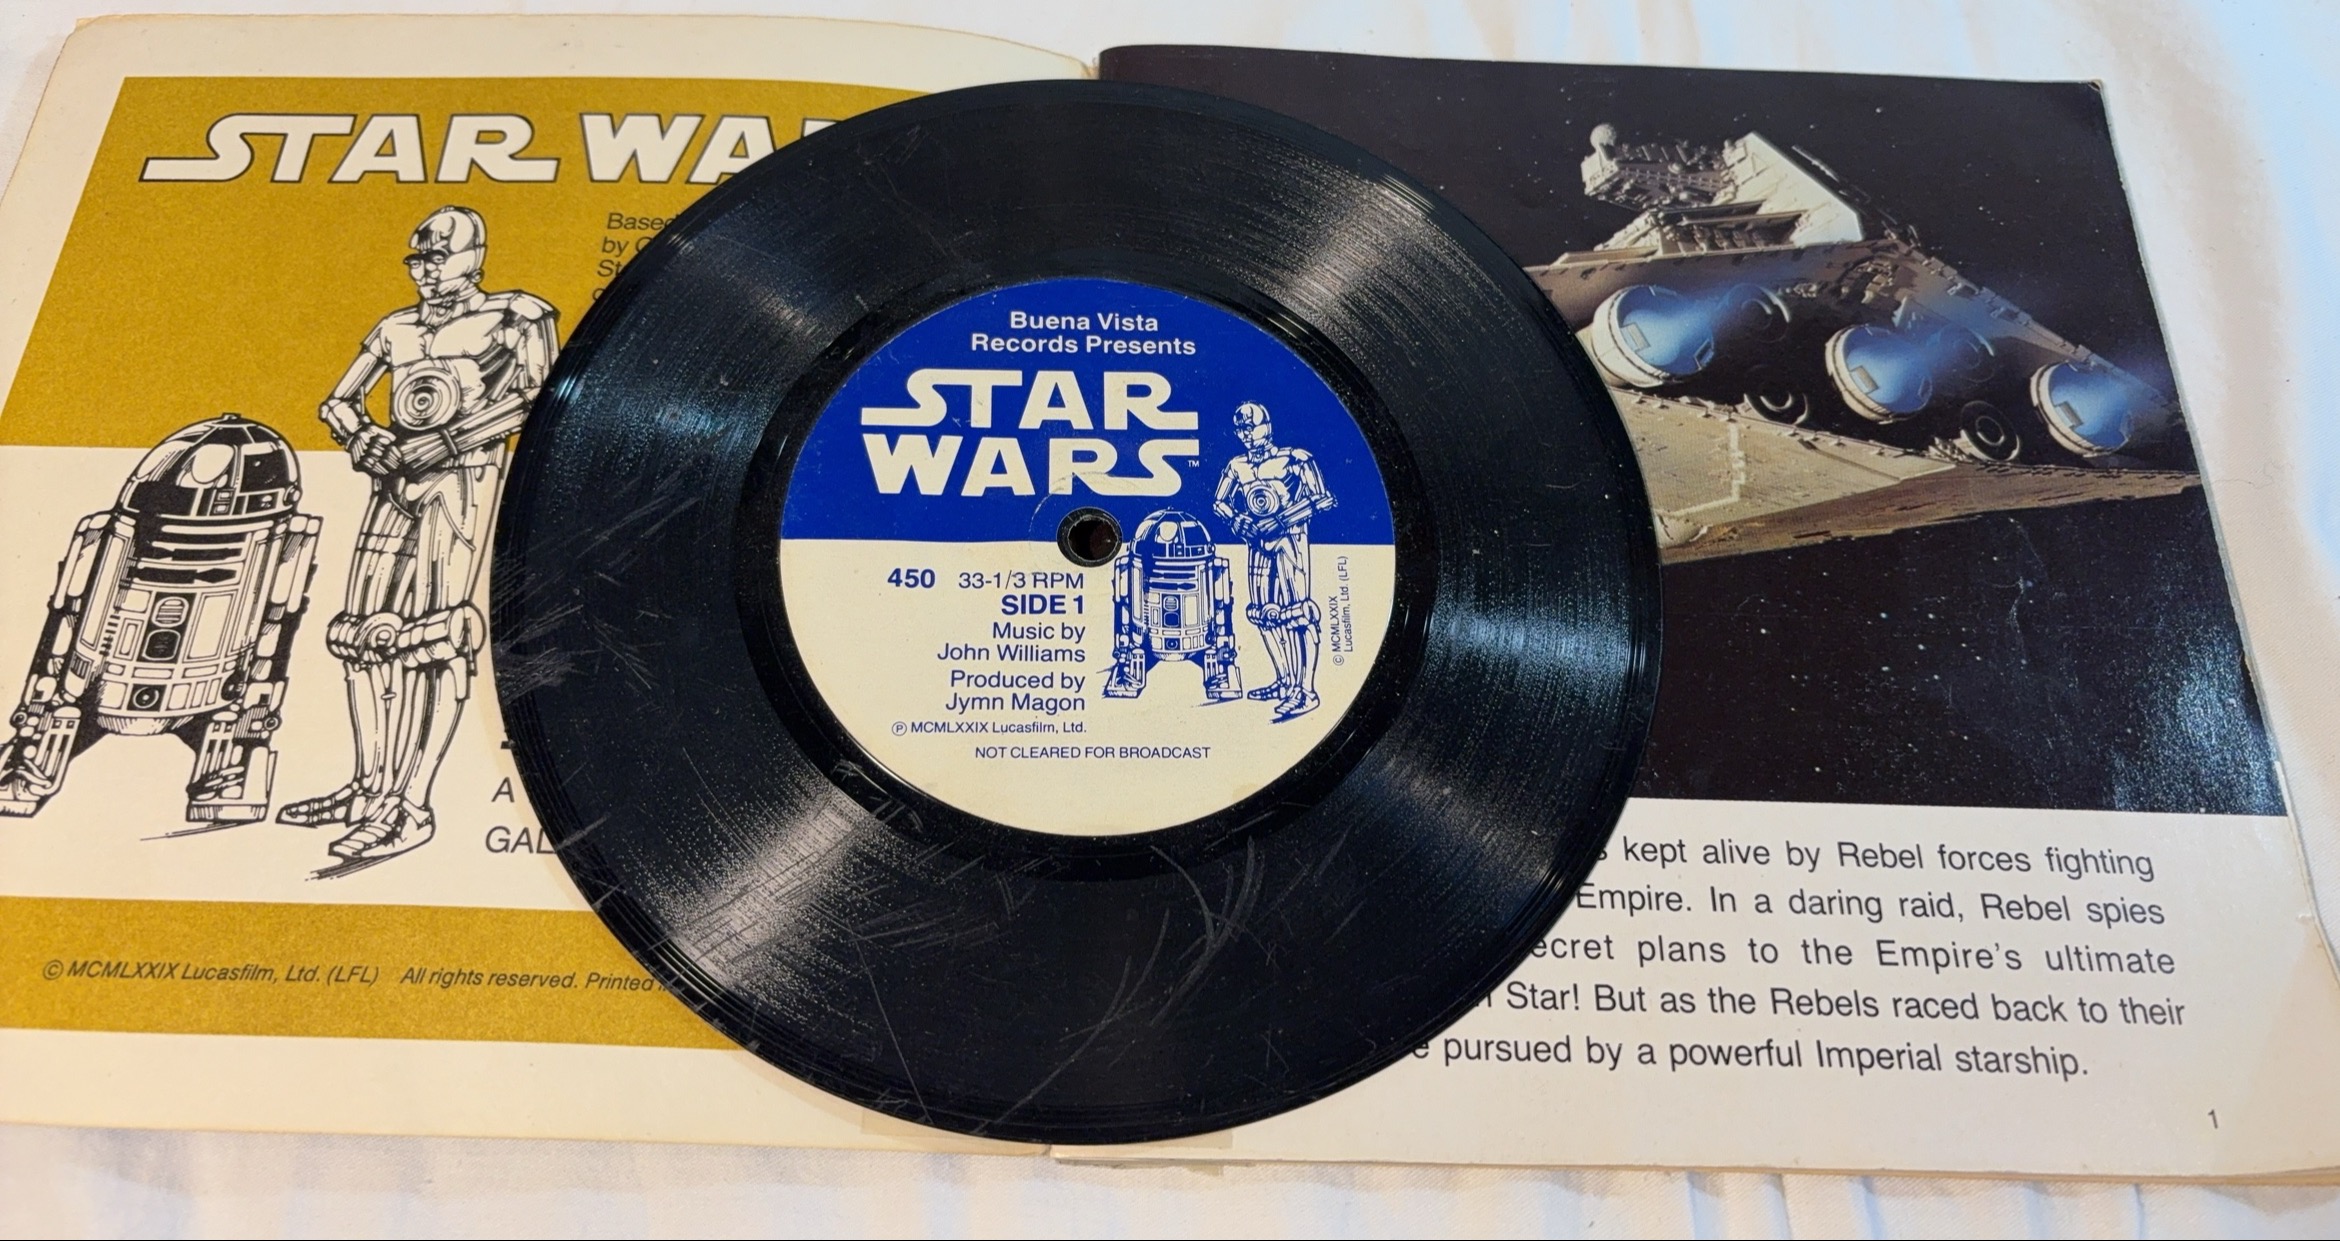 STAR
Based
by
© MCMLXXIX Lucasfilm, Ltd. (LFL) All rights reserved. Printed
A
Buena Vista
Records Presents
STAR
WARS™
450 33-1/3 RPM
SIDE 1
Music by
John Williams
Produced by
Jymn Magon
℗ MCMLXXIX Lucasfilm, Ltd.
NOT CLEARED FOR BROADCAST
© MCMLXXIX
Lucasfilm, Ltd. (LFL)
kept alive by Rebel forces fighting
Empire. In a daring raid, Rebel spies
plans to the Empire's ultimate
Star! But as the Rebels raced back to their
pursued by a powerful Imperial starship.
1